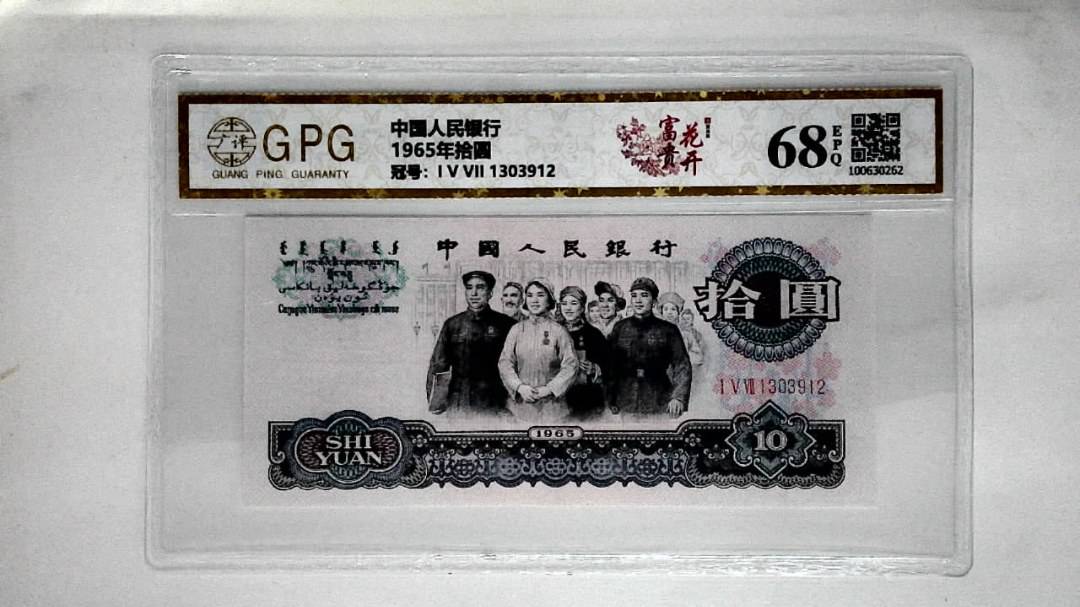 广评
GPG
GUANG PING GUARANTY
中国人民银行
1965年拾圆
冠号：I V VII 1303912
富贵
花开
68
EPQ
100630262
中國人民銀行
拾圓
I V VII 1303912
1965
SHI
YUAN
10